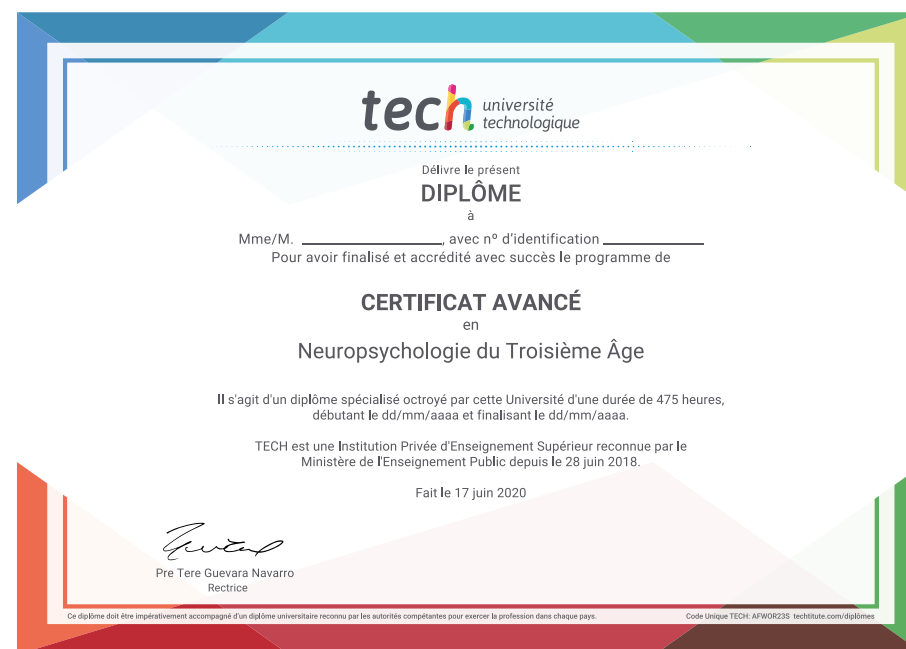 tech université
technologique
Délivre le présent
DIPLÔME
à
Mme/M. ____________________, avec nº d'identification ______________
Pour avoir finalisé et accrédité avec succès le programme de
CERTIFICAT AVANCÉ
en
Neuropsychologie du Troisième Âge
Il s'agit d'un diplôme spécialisé octroyé par cette Université d'une durée de 475 heures,
débutant le dd/mm/aaaa et finalisant le dd/mm/aaaa.
TECH est une Institution Privée d'Enseignement Supérieur reconnue par le
Ministère de l'Enseignement Public depuis le 28 juin 2018.
Fait le 17 juin 2020
Pre Tere Guevara Navarro
Rectrice
Ce diplôme doit être impérativement accompagné d'un diplôme universitaire reconnu par les autorités compétantes pour exercer la profession dans chaque pays.
Code Unique TECH: AFWOR23S techtitute.com/diplômes